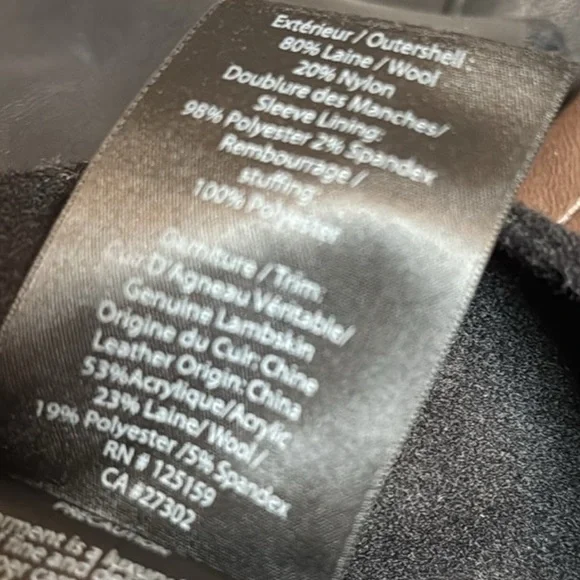 Extérieur / Outershell:
80% Laine / Wool
20% Nylon
Doublure des Manches/
Sleeve Lining:
98% Polyester 2% Spandex
Rembourrage /
stuffing:
100% Polyester
Garniture / Trim:
Cuir D'Agneau Véritable/
Genuine Lambskin
Origine du Cuir: Chine
Leather Origin: China
53%Acrylique/Acrylic
23% Laine/ Wool /
19% Polyester /5% Spandex
RN # 125159
CA #27302
is a
and